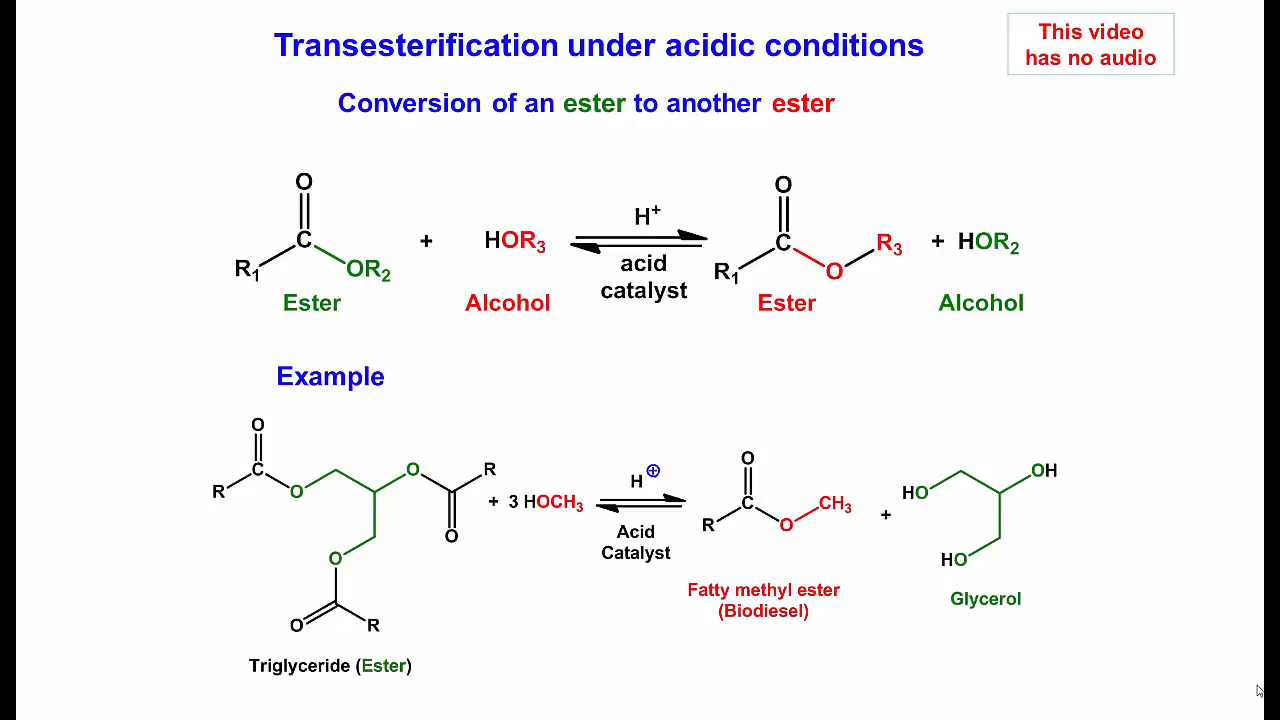 Transesterification under acidic conditions
This video
has no audio
Conversion of an ester to another ester
O
C
R1
OR2
+
HOR3
H+
acid
catalyst
O
C
R1
O
R3
+ HOR2
Ester
Alcohol
Ester
Alcohol
Example
O
C
R
O
O
R
O
O
O
R
+ 3 HOCH3
H⊕
Acid
Catalyst
O
C
R
O
CH3
+
HO
OH
HO
Fatty methyl ester
(Biodiesel)
Glycerol
Triglyceride (Ester)